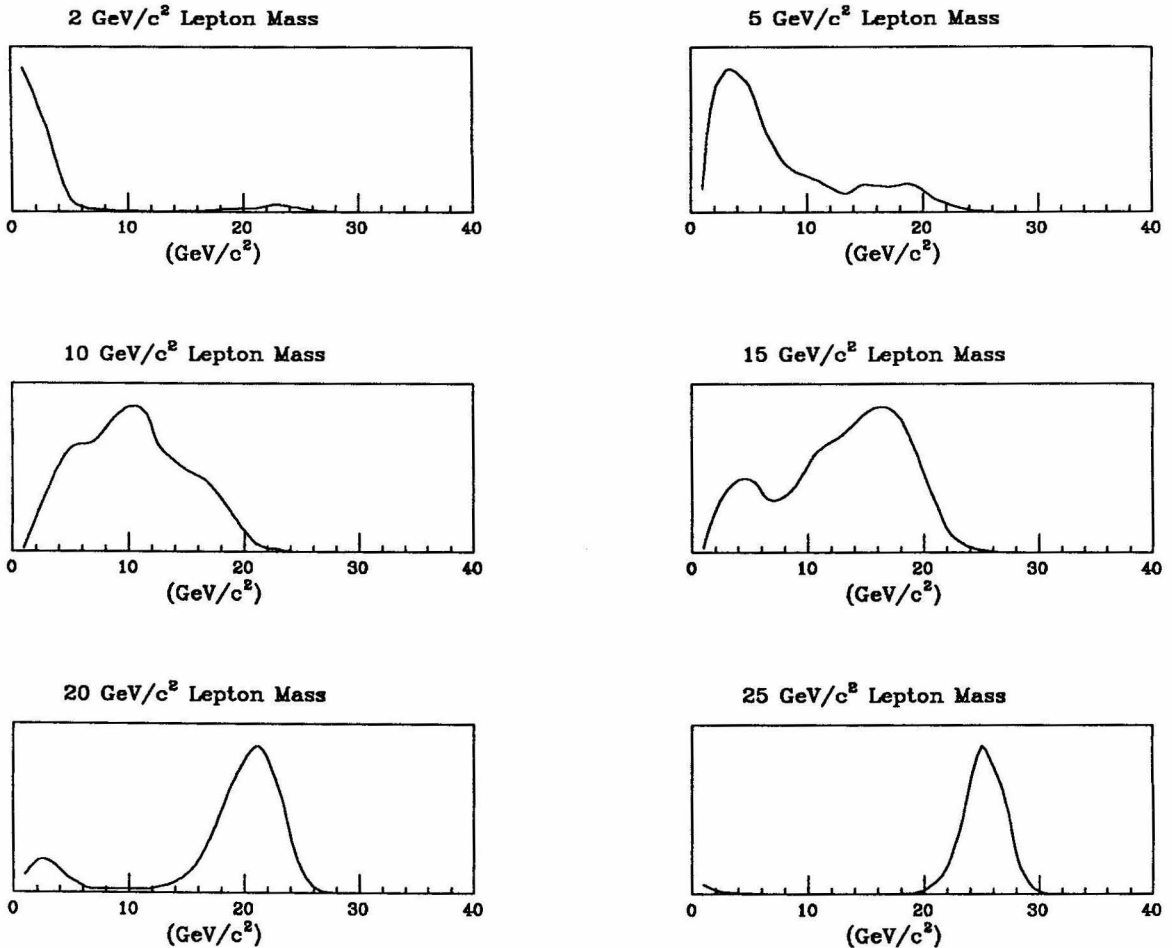 2 GeV/c² Lepton Mass
0 10 20 30 40
(GeV/c²)
5 GeV/c² Lepton Mass
0 10 20 30 40
(GeV/c²)
10 GeV/c² Lepton Mass
0 10 20 30 40
(GeV/c²)
15 GeV/c² Lepton Mass
0 10 20 30 40
(GeV/c²)
20 GeV/c² Lepton Mass
0 10 20 30 40
(GeV/c²)
25 GeV/c² Lepton Mass
0 10 20 30 40
(GeV/c²)